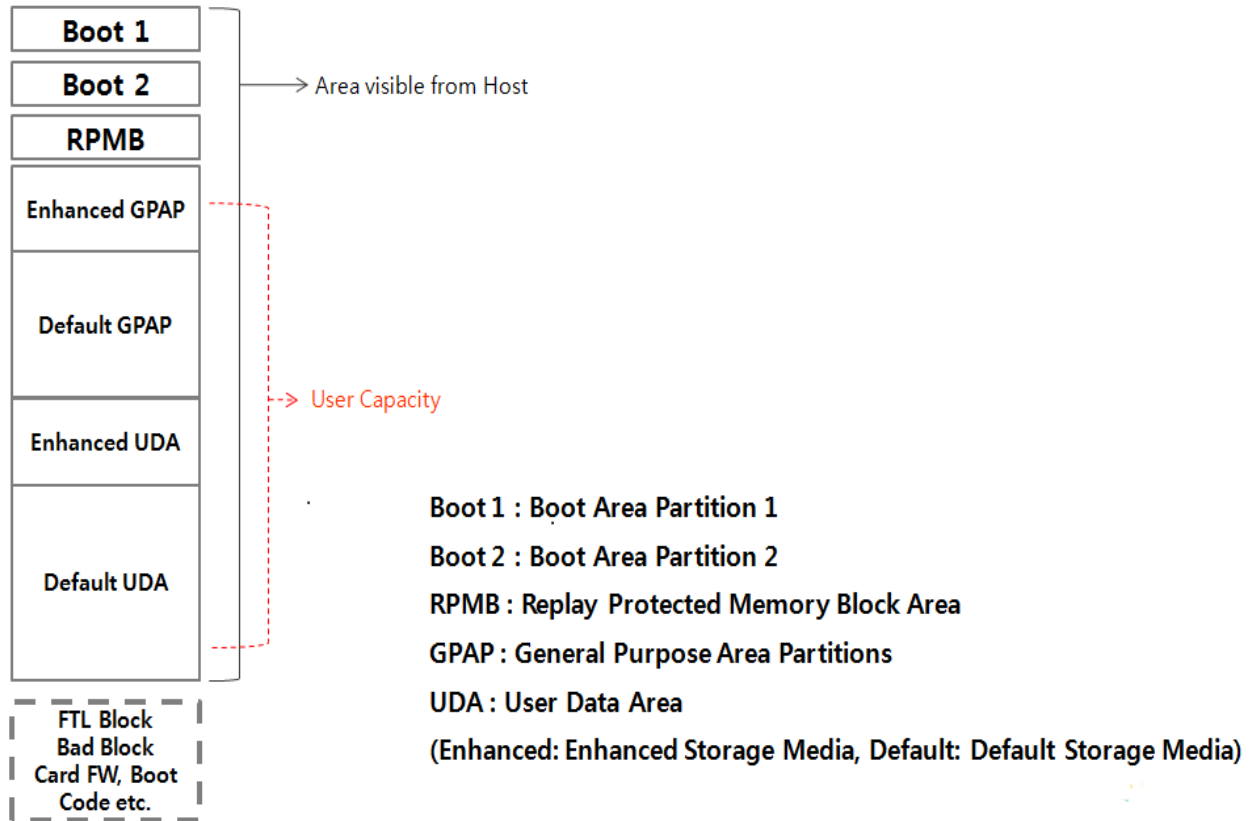 Boot 1
Boot 2
Area visible from Host
RPMB
Enhanced GPAP
Default GPAP
User Capacity
Enhanced UDA
Default UDA
FTL Block
Bad Block
Card FW, Boot
Code etc.
Boot 1 : Boot Area Partition 1
Boot 2 : Boot Area Partition 2
RPMB : Replay Protected Memory Block Area
GPAP : General Purpose Area Partitions
UDA : User Data Area
(Enhanced: Enhanced Storage Media, Default: Default Storage Media)